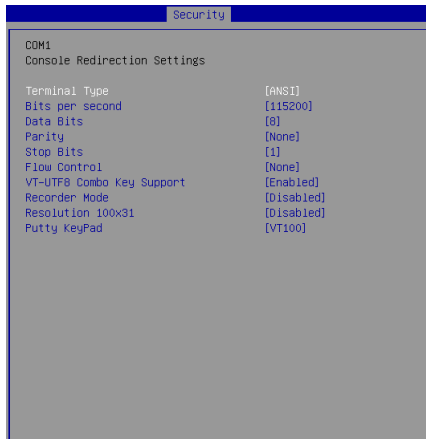 Security
COM1
Console Redirection Settings
Terminal Type [ANSI]
Bits per second [115200]
Data Bits [8]
Parity [None]
Stop Bits [1]
Flow Control [None]
VT-UTF8 Combo Key Support [Enabled]
Recorder Mode [Disabled]
Resolution 100x31 [Disabled]
Putty KeyPad [VT100]